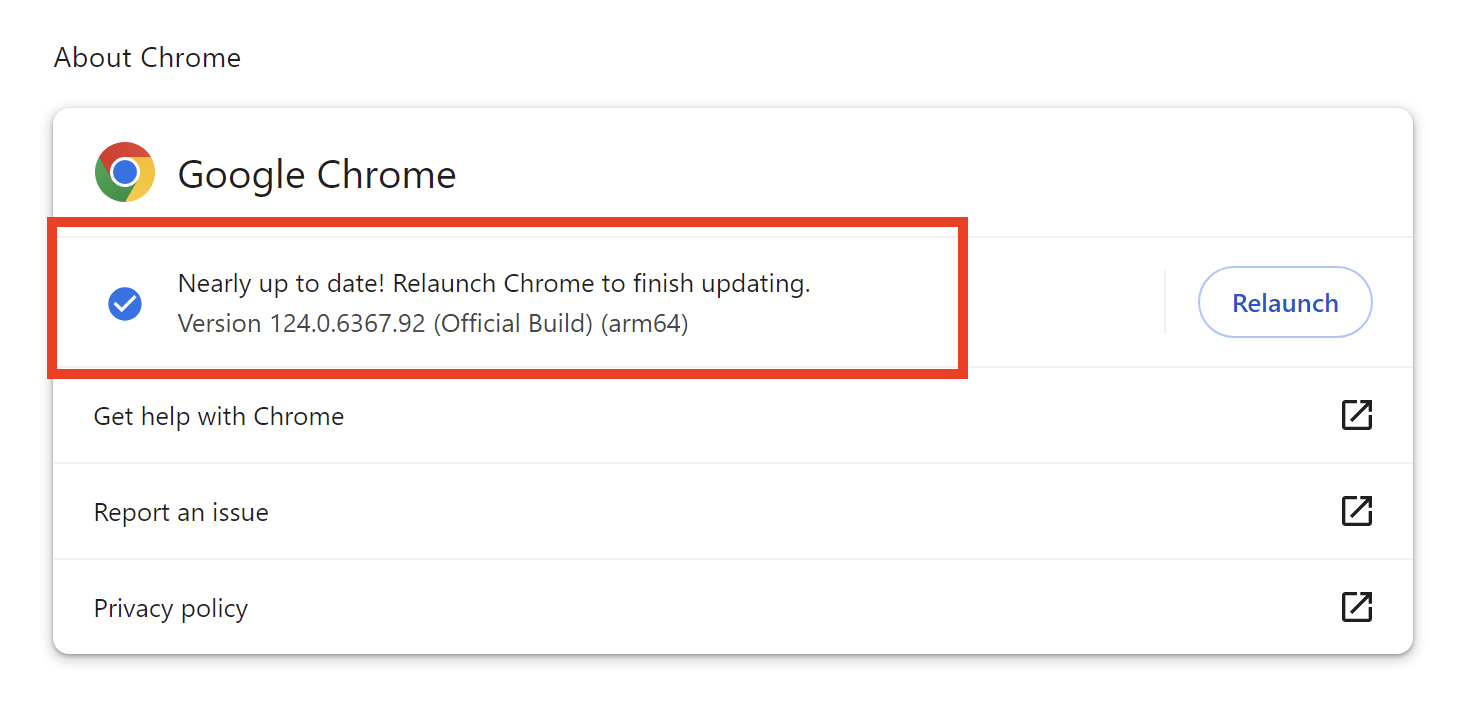 About Chrome
Google Chrome
Nearly up to date! Relaunch Chrome to finish updating.
Version 124.0.6367.92 (Official Build) (arm64)
Relaunch
Get help with Chrome
Report an issue
Privacy policy